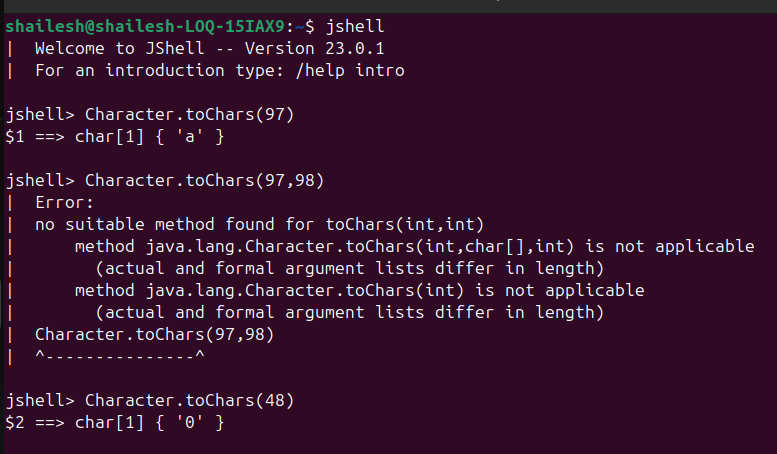 shailesh@shailesh-LOQ-15IAX9:~$ jshell
|  Welcome to JShell -- Version 23.0.1
|  For an introduction type: /help intro
jshell> Character.toChars(97)
$1 ==> char[1] { 'a' }
jshell> Character.toChars(97,98)
|  Error:
|  no suitable method found for toChars(int,int)
|      method java.lang.Character.toChars(int,char[],int) is not applicable
|        (actual and formal argument lists differ in length)
|      method java.lang.Character.toChars(int) is not applicable
|        (actual and formal argument lists differ in length)
|  Character.toChars(97,98)
|  ^---------------^
jshell> Character.toChars(48)
$2 ==> char[1] { '0' }